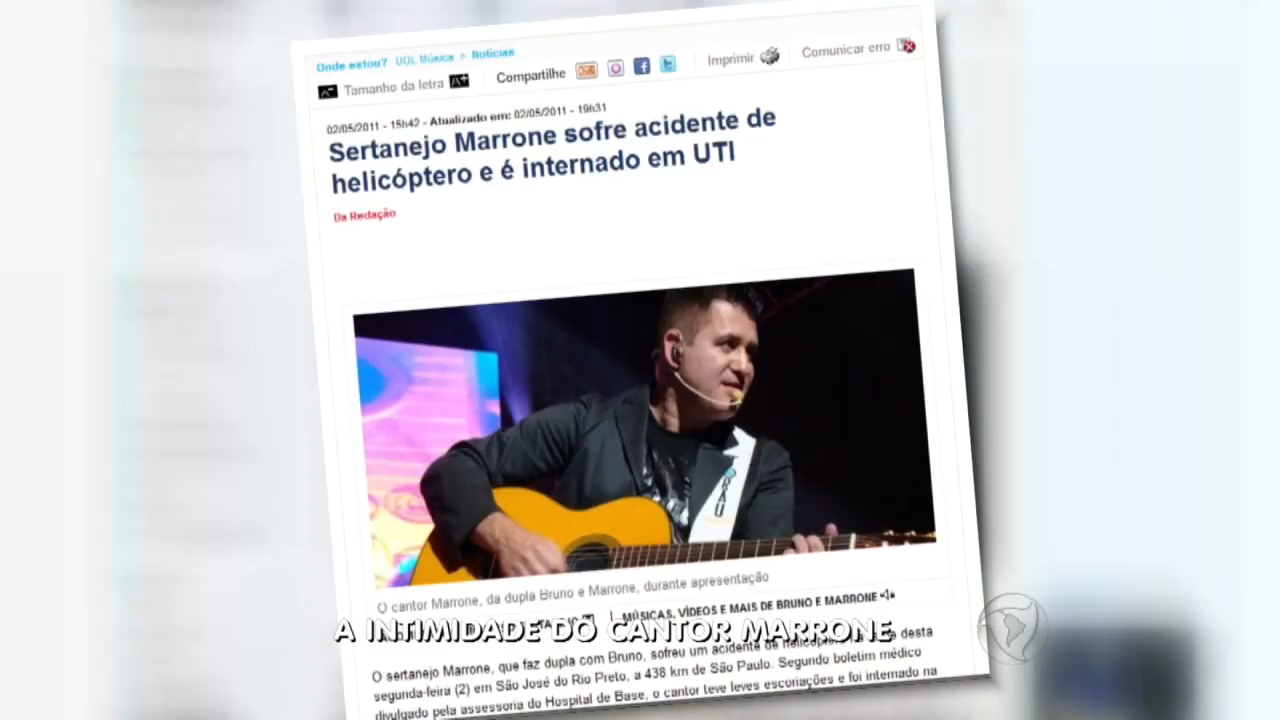 Onde estou? UOL Música > Notícias
Tamanho da letra
Compartilhe
Imprimir
Comunicar erro
02/05/2011 - 15h42 - Atualizado em: 02/05/2011 - 19h31
Sertanejo Marrone sofre acidente de
helicóptero e é internado em UTI
Da Redação
O cantor Marrone, da dupla Bruno e Marrone, durante apresentação
MÚSICAS, VÍDEOS E MAIS DE BRUNO E MARRONE
A INTIMIDADE DO CANTOR MARRONE
O sertanejo Marrone, que faz dupla com Bruno, sofreu um acidente de desta
segunda-feira (2) em São José do Rio Preto, a 438 km de São Paulo. Segundo boletim médico
divulgado pela assessoria do Hospital de Base, o cantor teve leves escoriações e foi internado na